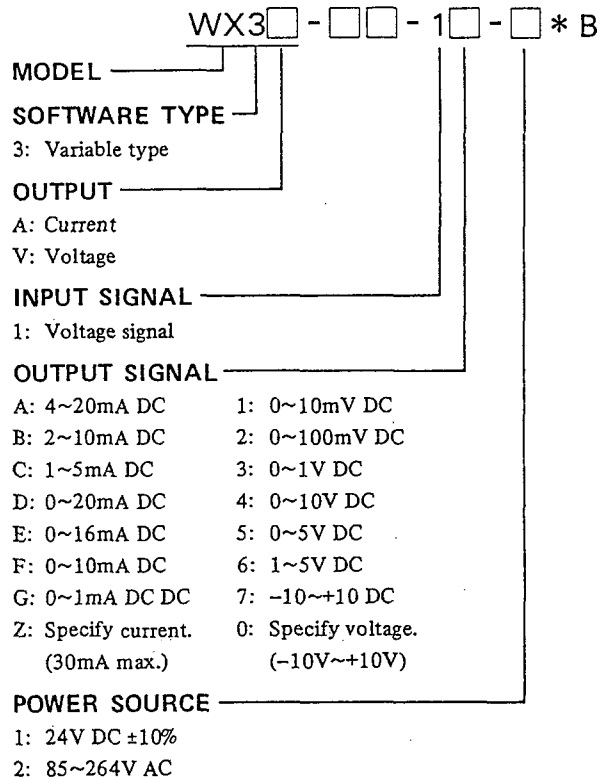 WX3□-□□-1□-□*B
MODEL
SOFTWARE TYPE
3: Variable type
OUTPUT
A: Current
V: Voltage
INPUT SIGNAL
1: Voltage signal
OUTPUT SIGNAL
A: 4~20mA DC 1: 0~10mV DC
B: 2~10mA DC 2: 0~100mV DC
C: 1~5mA DC 3: 0~1V DC
D: 0~20mA DC 4: 0~10V DC
E: 0~16mA DC 5: 0~5V DC
F: 0~10mA DC 6: 1~5V DC
G: 0~1mA DC DC 7: -10~+10 DC
Z: Specify current. 0: Specify voltage.
(30mA max.) (-10V~+10V)
POWER SOURCE
1: 24V DC ±10%
2: 85~264V AC